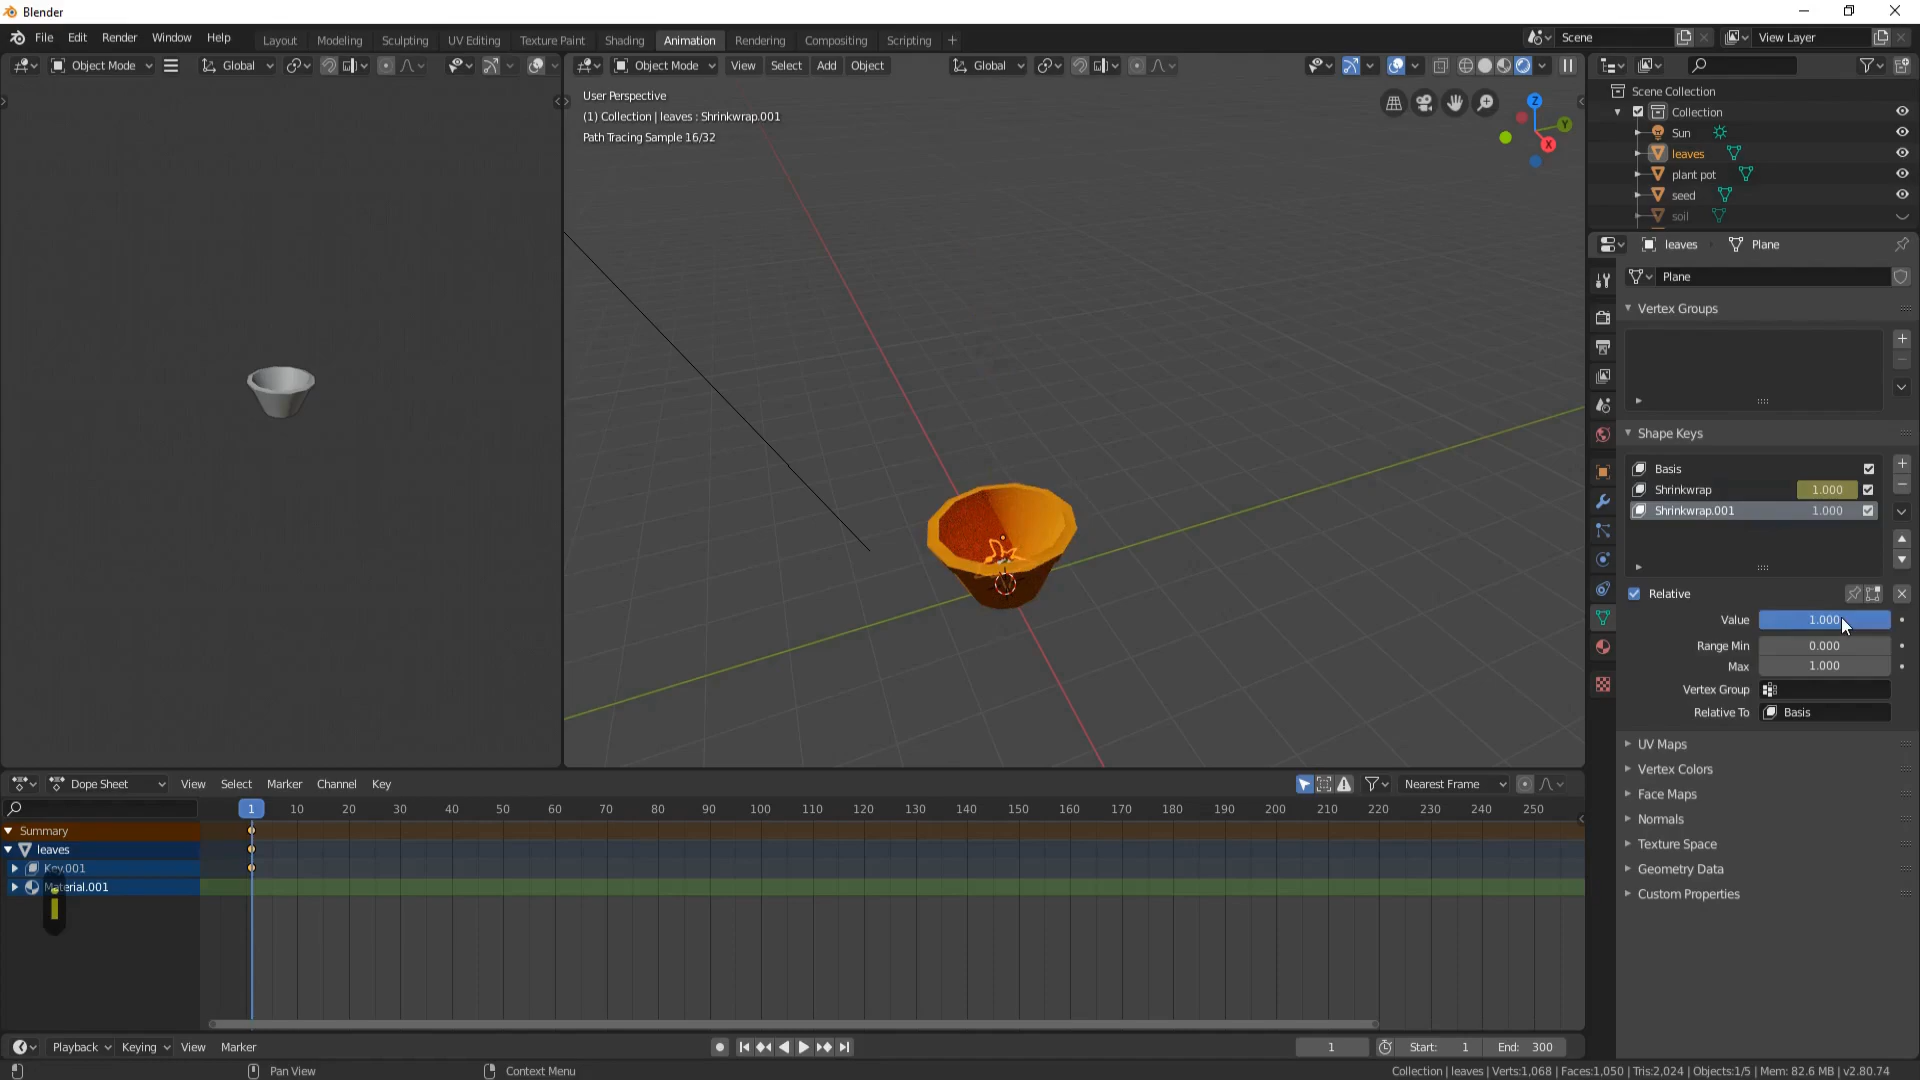 Blender
File Edit Render Window Help Layout Modeling Sculpting UV Editing Texture Paint Shading Animation Rendering Compositing Scripting + Scene View Layer
Object Mode Global Object Mode View Select Add Object Global
User Perspective
(1) Collection | leaves : Shrinkwrap.001
Path Tracing Sample 16/32
Z
Y
X
Scene Collection
Collection
Sun
leaves
plant pot
seed
soil
leaves Plane
Plane
Vertex Groups
Shape Keys
Basis
Shrinkwrap 1.000
Shrinkwrap.001 1.000
Relative
Value 1.000
Range Min 0.000
Max 1.000
Vertex Group
Relative To Basis
UV Maps
Vertex Colors
Face Maps
Normals
Texture Space
Geometry Data
Custom Properties
Dope Sheet View Select Marker Channel Key Nearest Frame
1 10 20 30 40 50 60 70 80 90 100 110 120 130 140 150 160 170 180 190 200 210 220 230 240 250
Summary
leaves
Key.001
Material.001
i
Playback Keying View Marker 1 Start: 1 End: 300
Pan View Context Menu Collection | leaves | Verts:1,068 | Faces:1,050 | Tris:2,024 | Objects:1/5 | Mem: 82.6 MB | v2.80.74